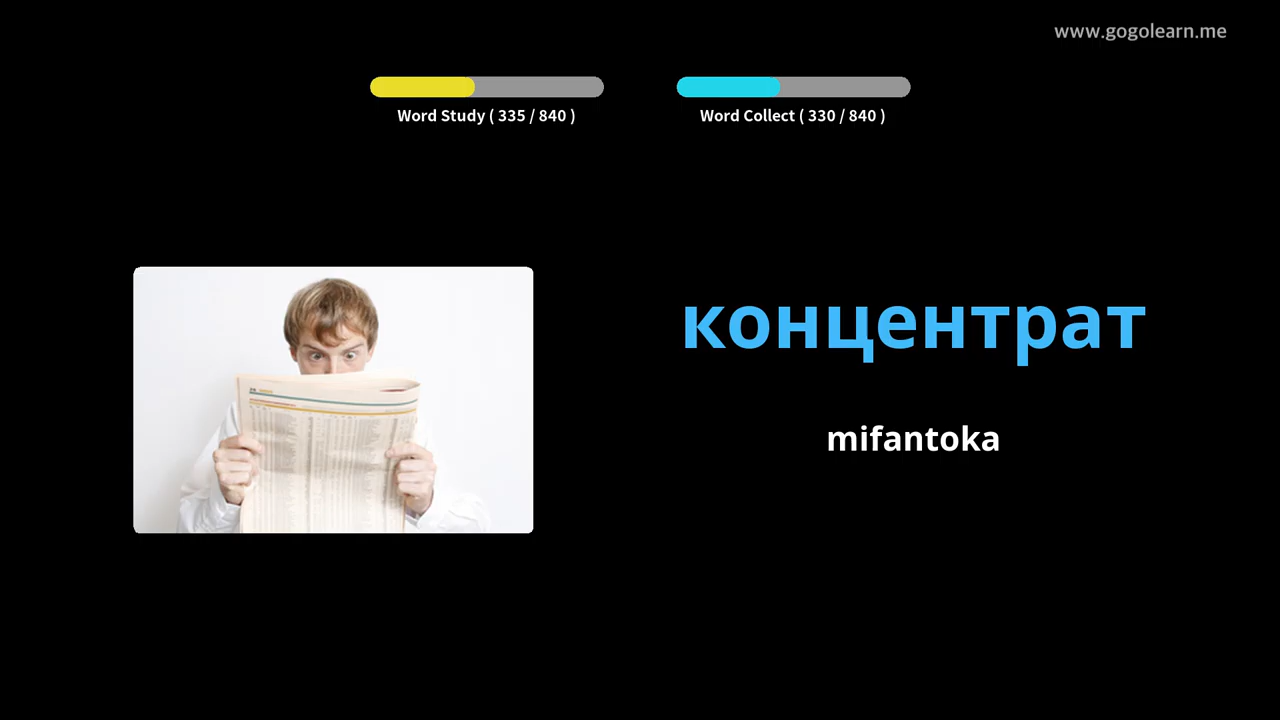 www.gogolearn.me
Word Study ( 335 / 840 )
Word Collect ( 330 / 840 )
концентрат
mifantoka